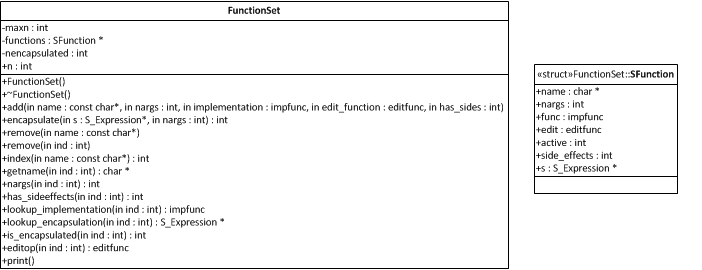 FunctionSet
-maxn : int
-functions : SFunction *
-nencapsulated : int
+n : int
+FunctionSet()
+~FunctionSet()
+add(in name : const char*, in nargs : int, in implementation : impfunc, in edit_function : editfunc, in has_sides : int)
+encapsulate(in s : S_Expression*, in nargs : int) : int
+remove(in name : const char*)
+remove(in ind : int)
+index(in name : const char*) : int
+getname(in ind : int) : char *
+nargs(in ind : int) : int
+has_sideeffects(in ind : int) : int
+lookup_implementation(in ind : int) : impfunc
+lookup_encapsulation(in ind : int) : S_Expression *
+is_encapsulated(in ind : int) : int
+editop(in ind : int) : editfunc
+print()
«struct»FunctionSet::SFunction
+name : char *
+nargs : int
+func : impfunc
+edit : editfunc
+active : int
+side_effects : int
+s : S_Expression *